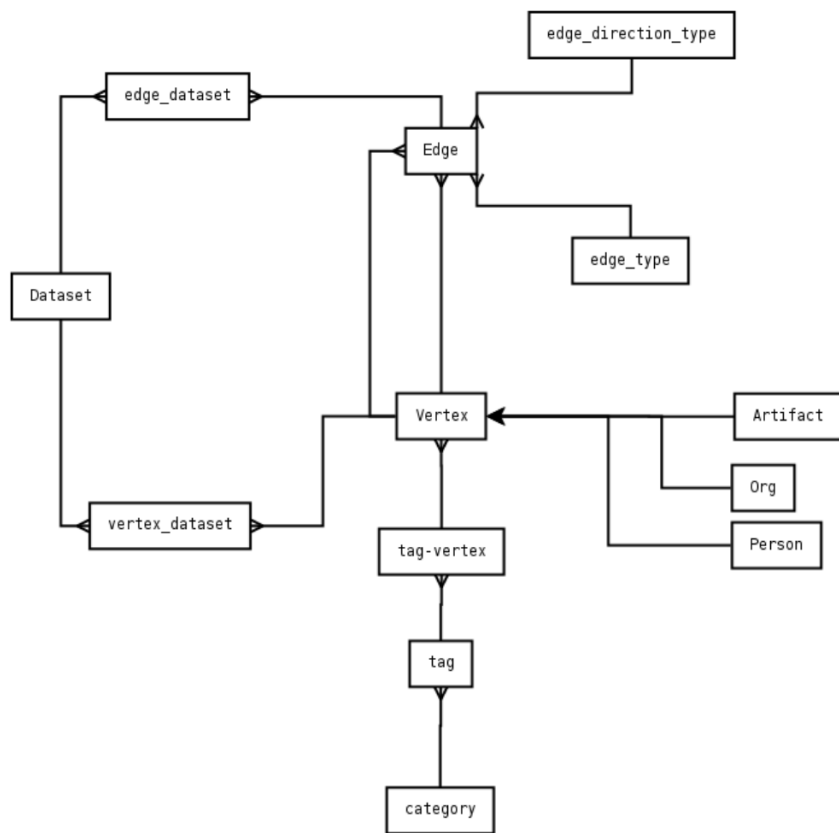 edge_direction_type
edge_dataset
Edge
edge_type
Dataset
Vertex
Artifact
Org
vertex_dataset
Person
tag-vertex
tag
category